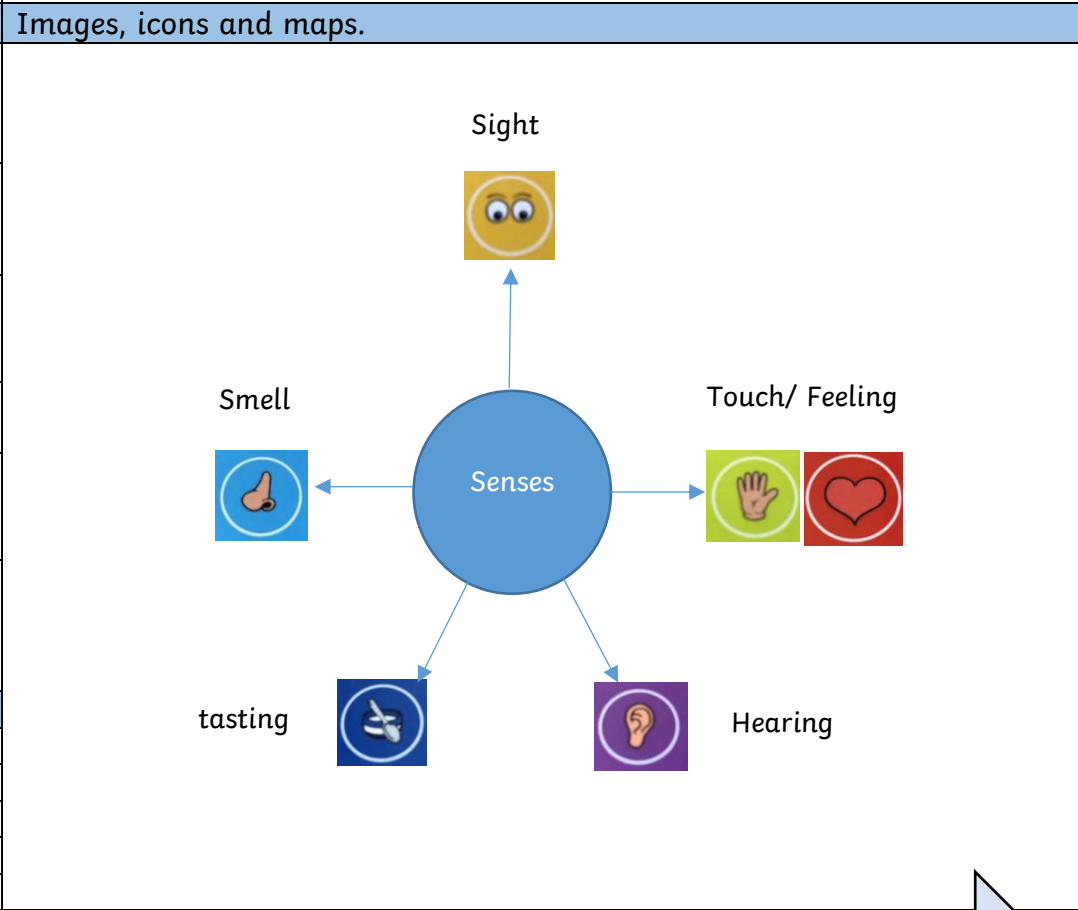 Images, icons and maps.
Sight
Smell
Touch/ Feeling
Senses
tasting
Hearing